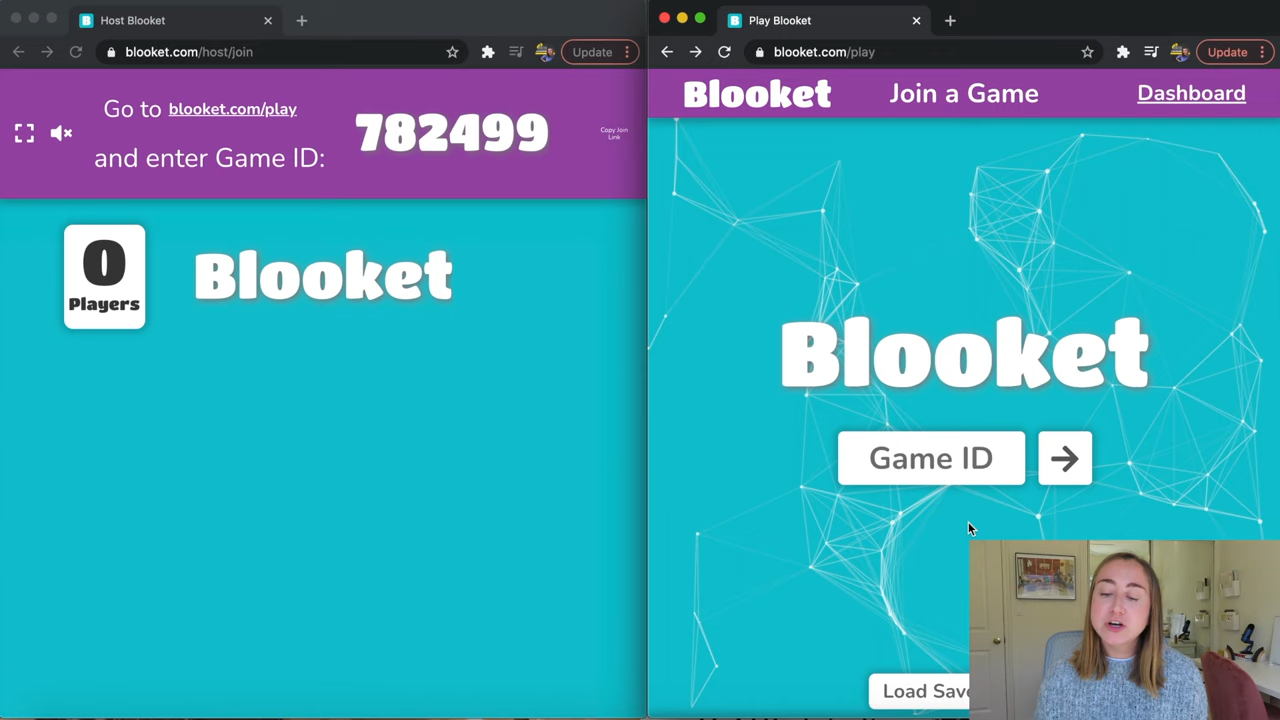 Host Blooket
blooket.com/host/join
Update
Go to blooket.com/play
and enter Game ID:
782499
Copy Join
Link
0
Players
Blooket
Play Blooket
blooket.com/play
Update
Blooket
Join a Game
Dashboard
Blooket
Game ID
Load Save